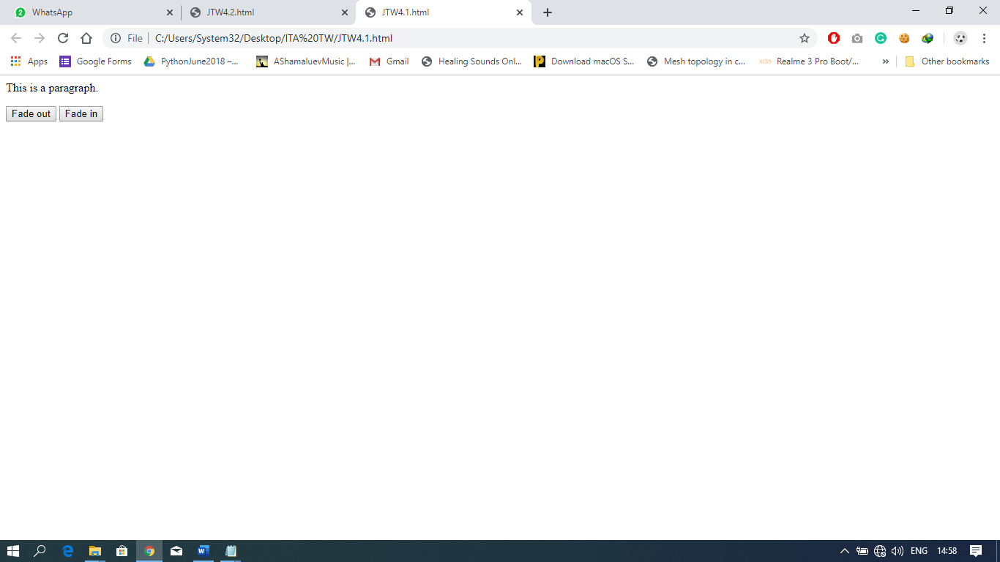 2 WhatsApp JTW4.2.html JTW4.1.html
File C:/Users/System32/Desktop/ITA%20TW/JTW4.1.html
Apps Google Forms PythonJune2018 –... AShamaluevMusic |... Gmail Healing Sounds Onl... Download macOS S... Mesh topology in c... xda Realme 3 Pro Boot/... » Other bookmarks
This is a paragraph.
Fade out Fade in
ENG 14:58